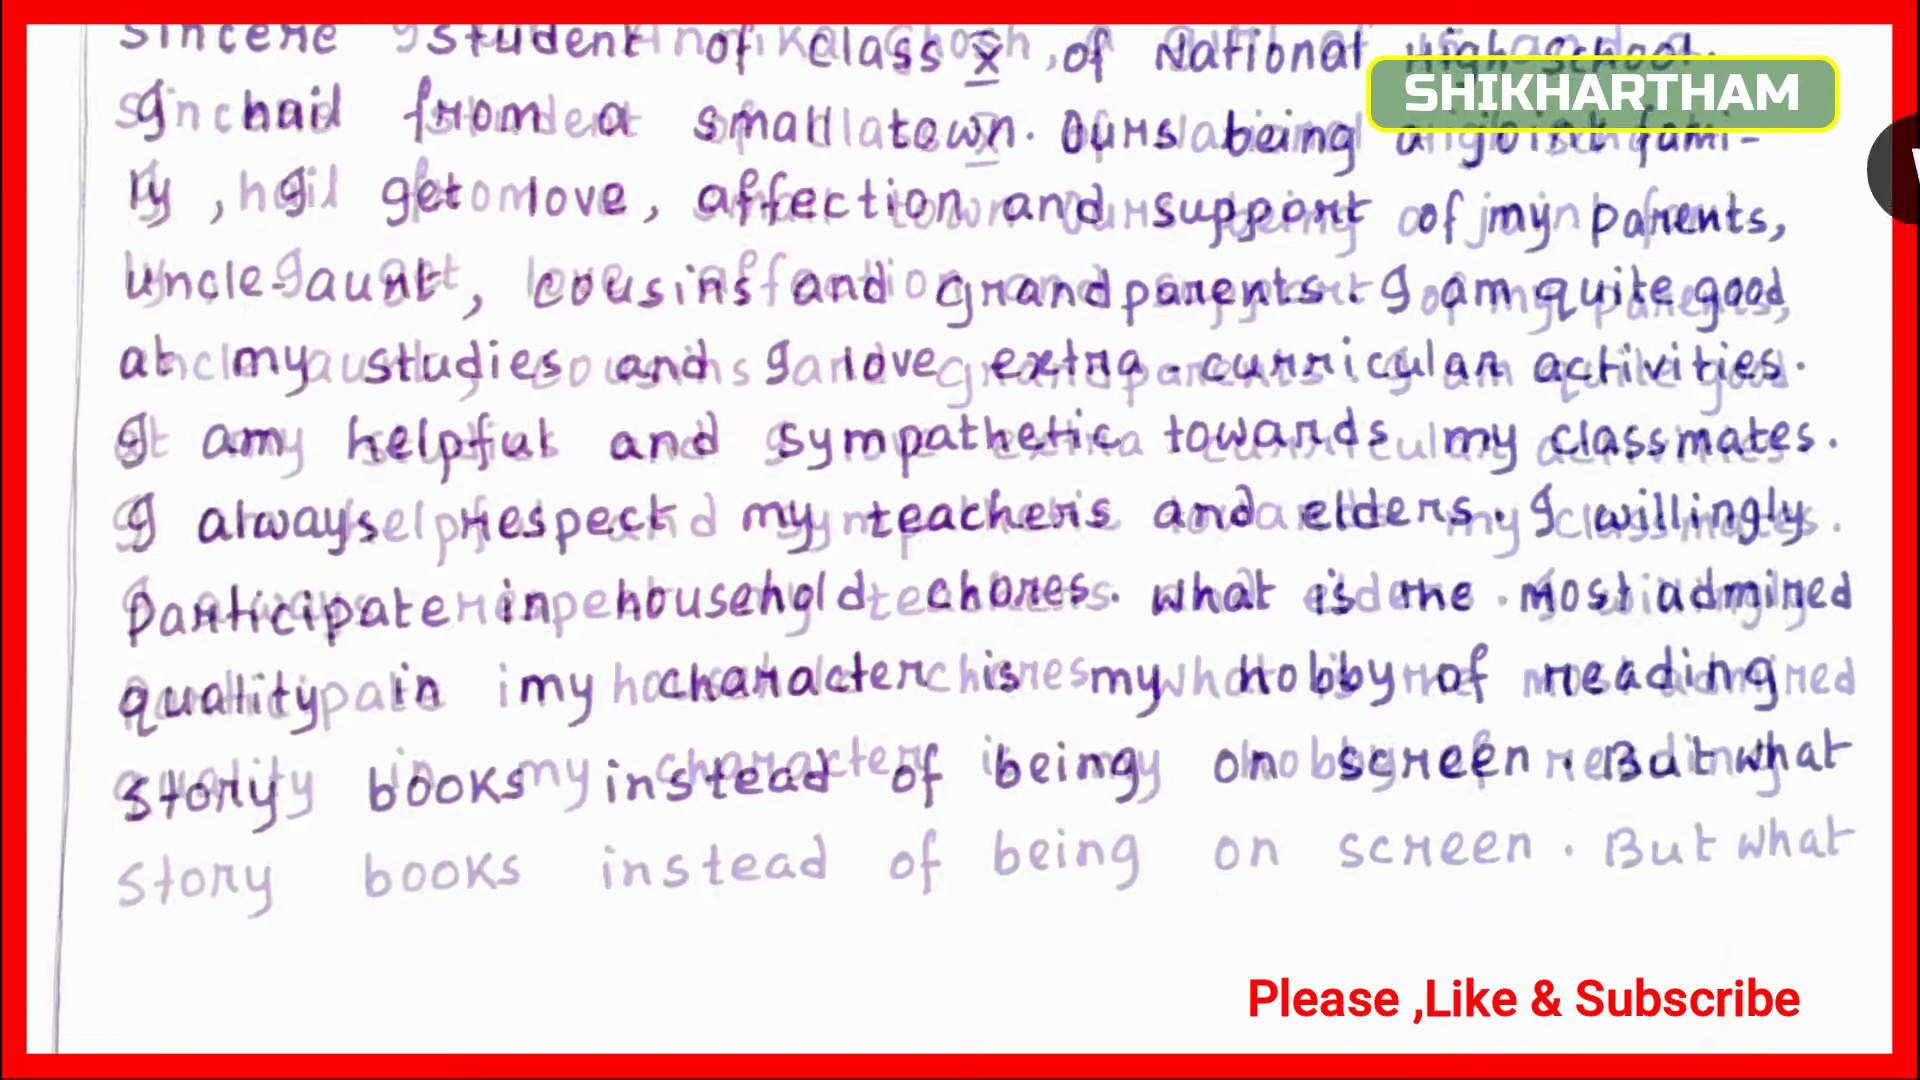 sincere student of class X of National High School.
I hail from a small town. Ours being a joint fami-
ly, I get love, affection and support of my parents,
uncle-aunt, cousins and grandparents. I am quite good
at my studies and I love extra-curricular activities.
I am helpful and sympathetic towards my classmates.
I always respect my teachers and elders. I willingly
participate in household chores. What is the most admired
quality in my character is my hobby of reading
story books instead of being on screen. But what
story books instead of being on screen. But what
SHIKHARTHAM
Please ,Like & Subscribe